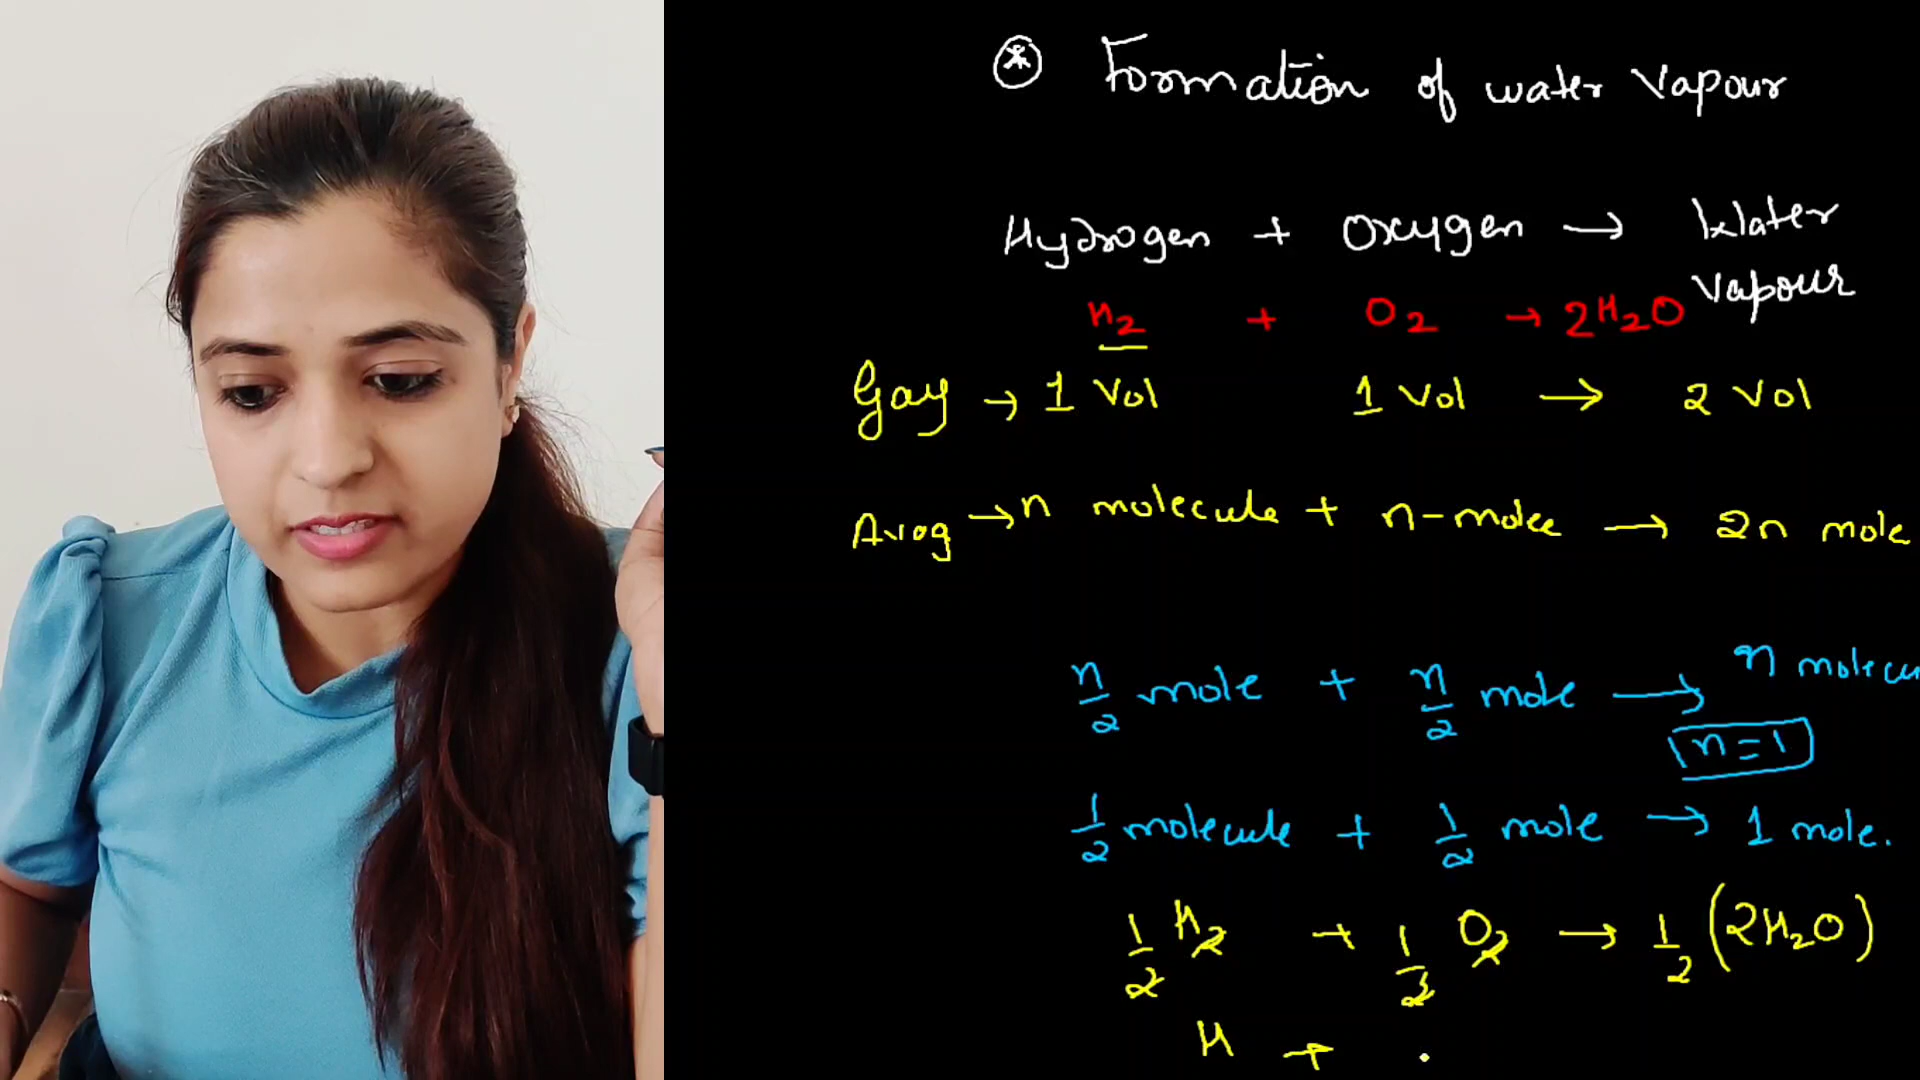 * Formation of water vapour
Hydrogen + Oxygen → Water vapour
H2 + O2 → 2H2O
Gay → 1 Vol 1 Vol → 2 Vol
Avog → n molecule + n-mole → 2n mole
n/2 mole + n/2 mole → n molecu
n=1
1/2 molecule + 1/2 mole → 1 mole.
1/2 H2 + 1/2 O2 → 1/2 (2H2O)
H +